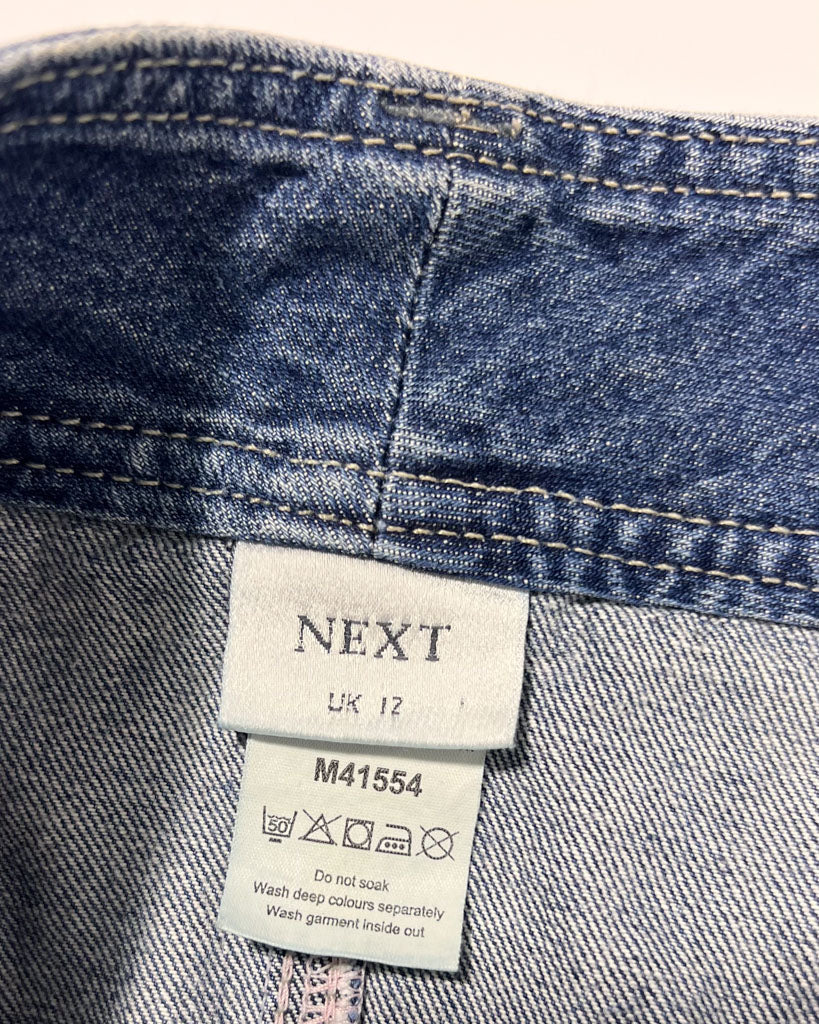 NEXT
UK 12
M41554
50
Do not soak
Wash deep colours separately
Wash garment inside out